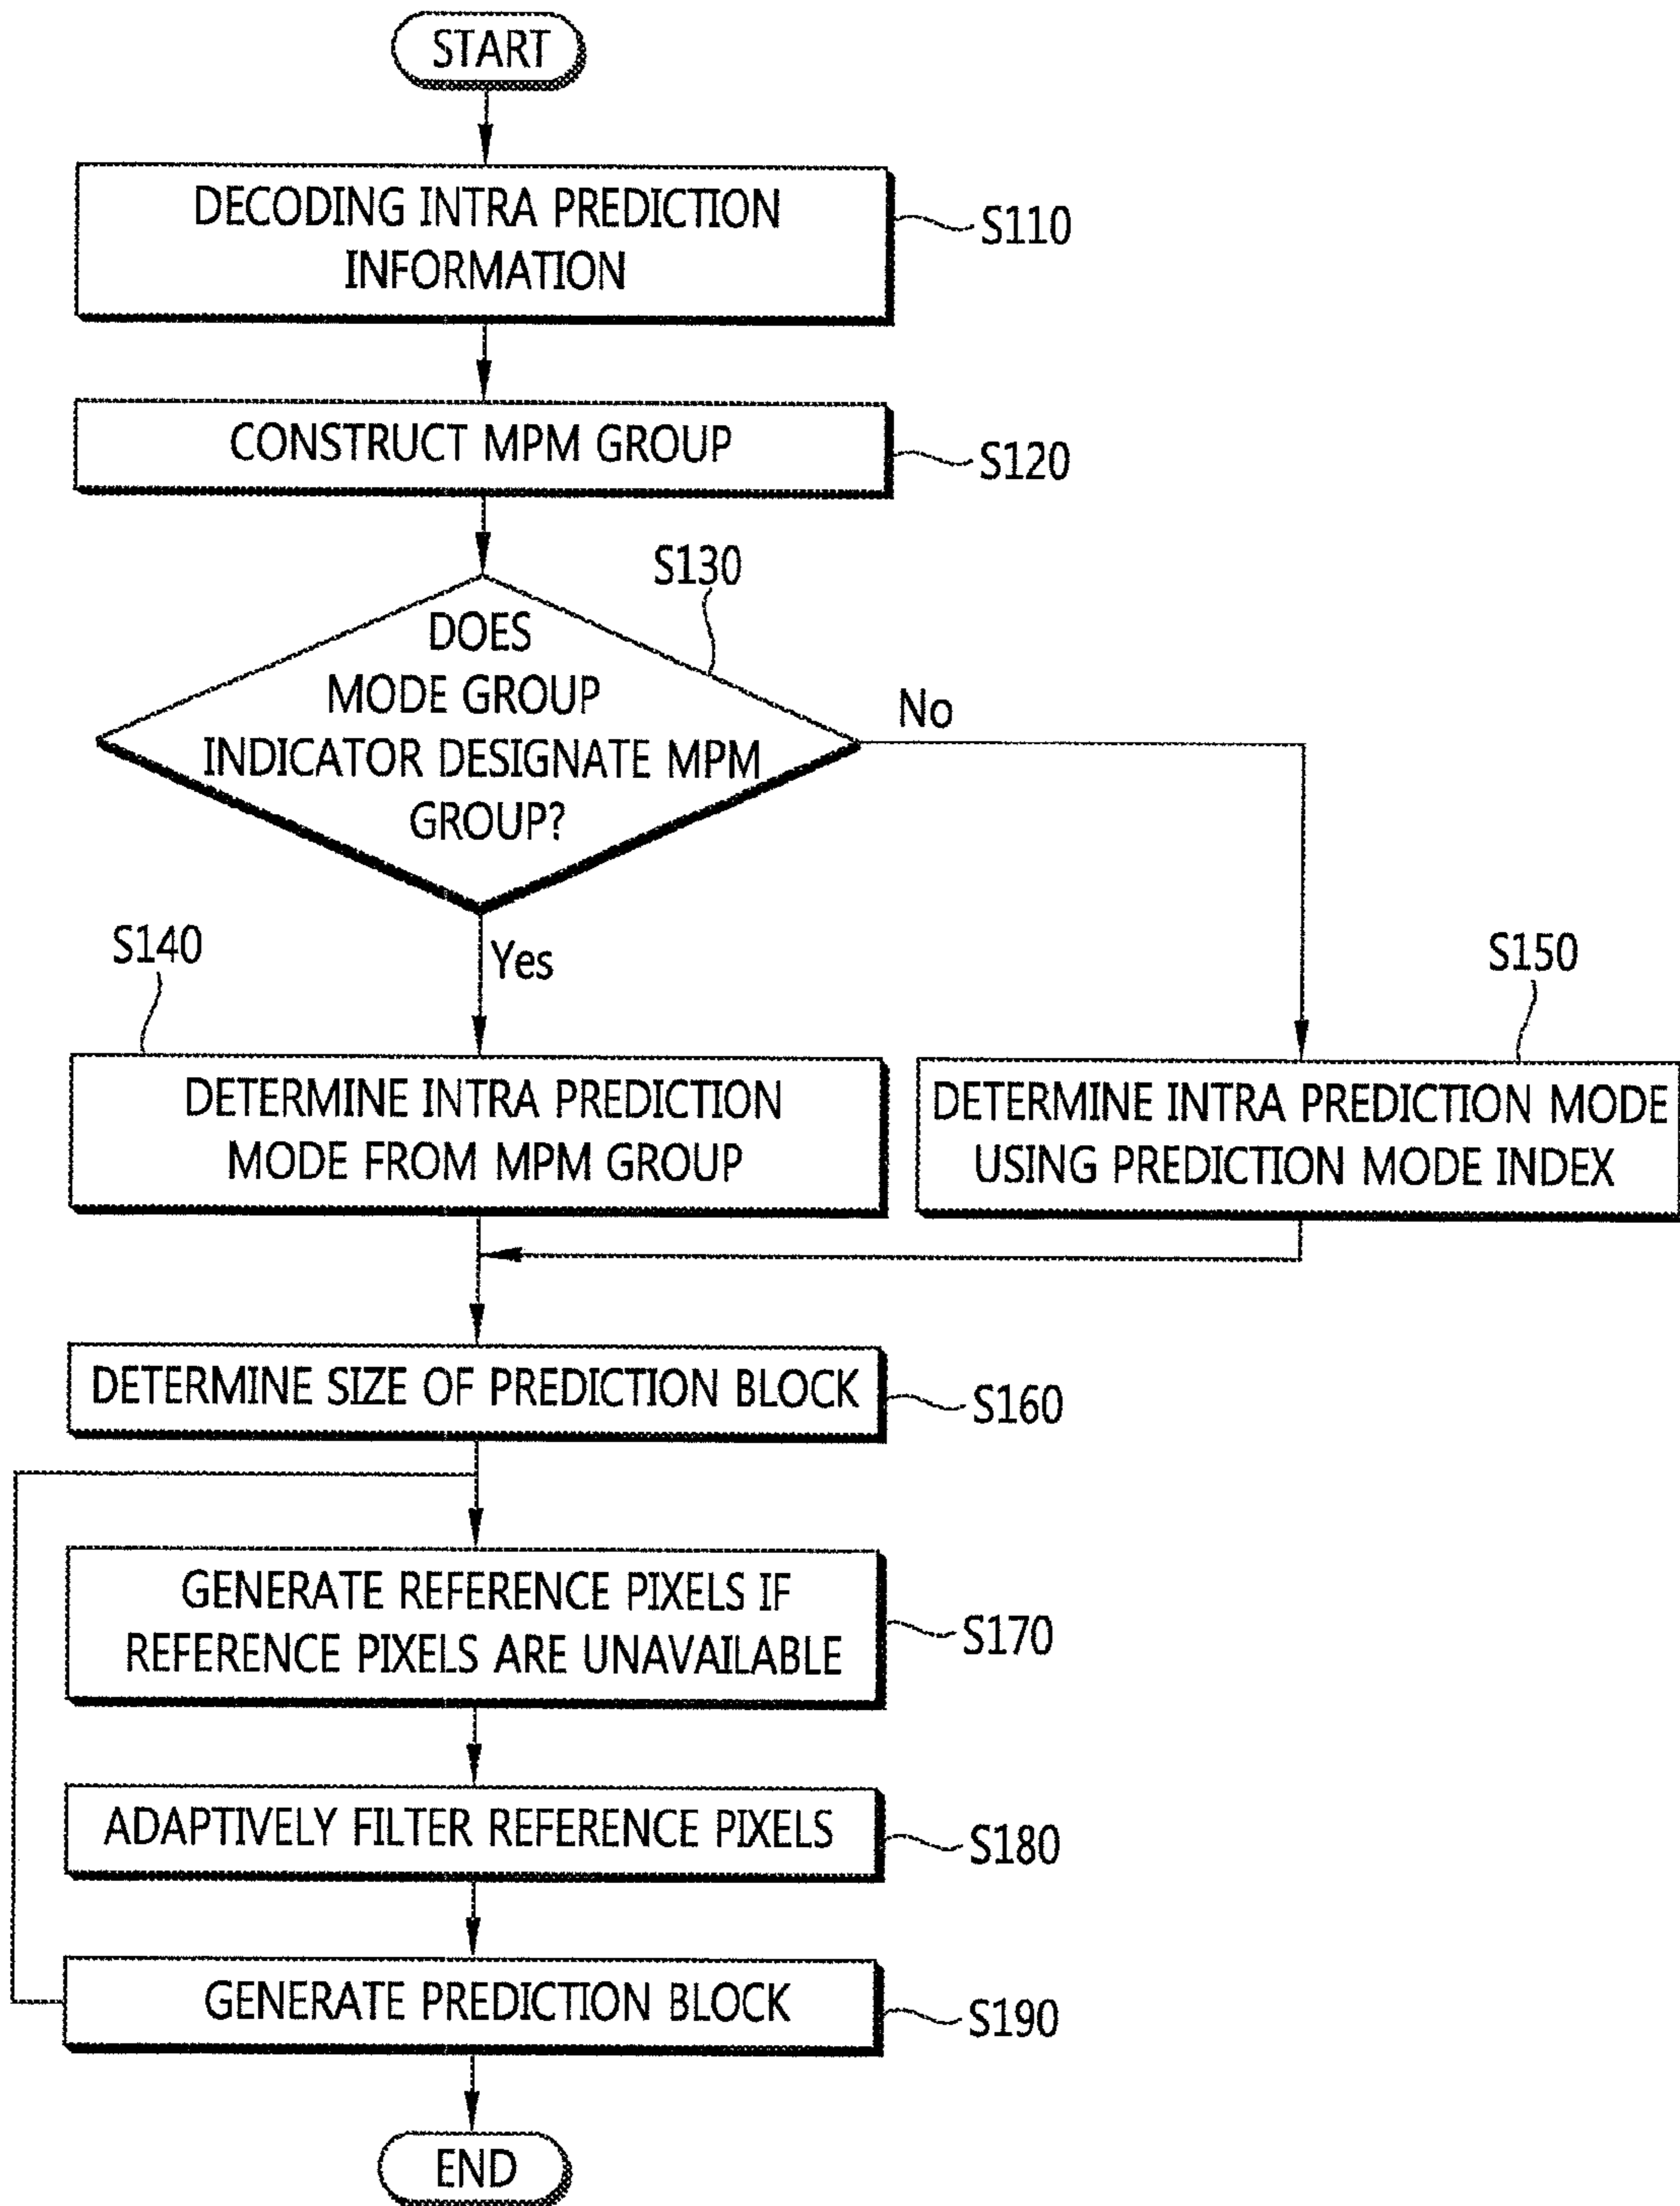 START
DECODING INTRA PREDICTION
INFORMATION
S110
CONSTRUCT MPM GROUP
S120
S130
DOES
MODE GROUP
INDICATOR DESIGNATE MPM
GROUP?
No
Yes
S140
S150
DETERMINE INTRA PREDICTION
MODE FROM MPM GROUP
DETERMINE INTRA PREDICTION MODE
USING PREDICTION MODE INDEX
DETERMINE SIZE OF PREDICTION BLOCK
S160
GENERATE REFERENCE PIXELS IF
REFERENCE PIXELS ARE UNAVAILABLE
S170
ADAPTIVELY FILTER REFERENCE PIXELS
S180
GENERATE PREDICTION BLOCK
S190
END